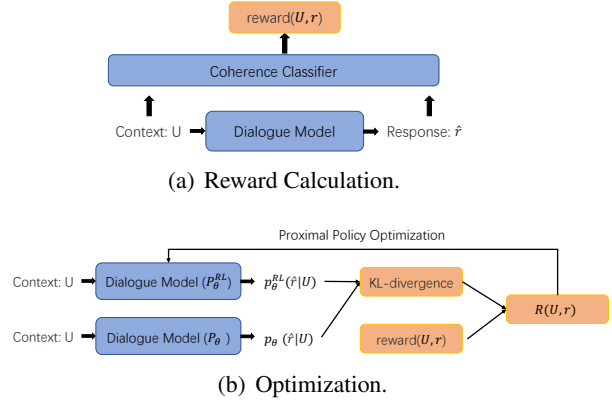 reward(U, r)
Coherence Classifier
Context: U Dialogue Model Response: r̂
(a) Reward Calculation.
Proximal Policy Optimization
Context: U Dialogue Model (P_θ^{RL}) p_θ^{RL}(r̂|U) KL-divergence
R(U, r)
Context: U Dialogue Model (P_θ ) p_θ (r̂|U) reward(U, r)
(b) Optimization.